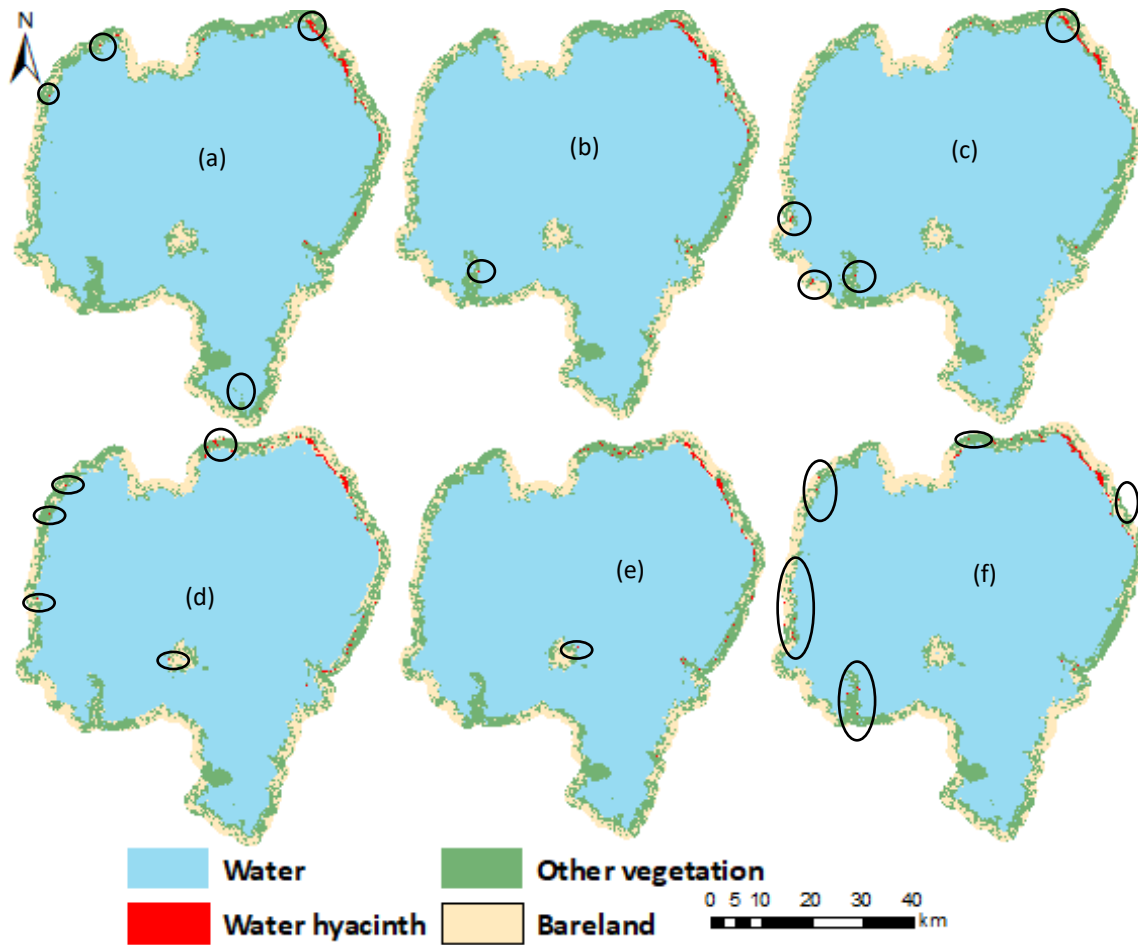 N
(a)
(b)
(c)
(d)
(e)
(f)
Water
Other vegetation
Water hyacinth
Bareland
0 5 10 20 30 40
km